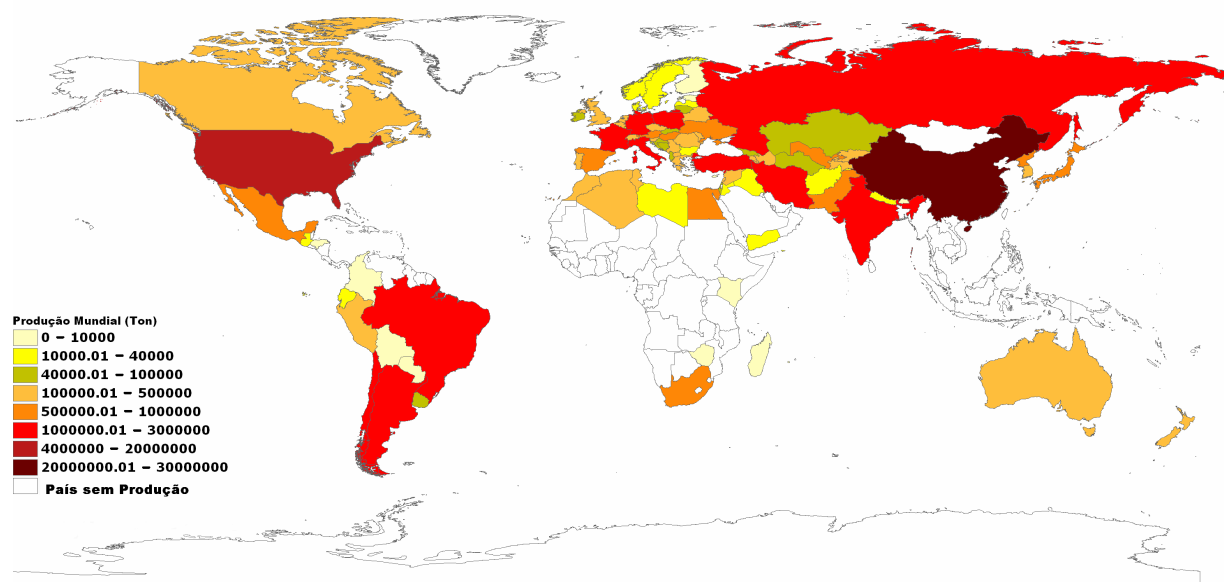 Produção Mundial (Ton)
0 − 10000
10000.01 − 40000
40000.01 − 100000
100000.01 − 500000
500000.01 − 1000000
1000000.01 − 3000000
4000000 − 20000000
20000000.01 − 30000000
País sem Produção